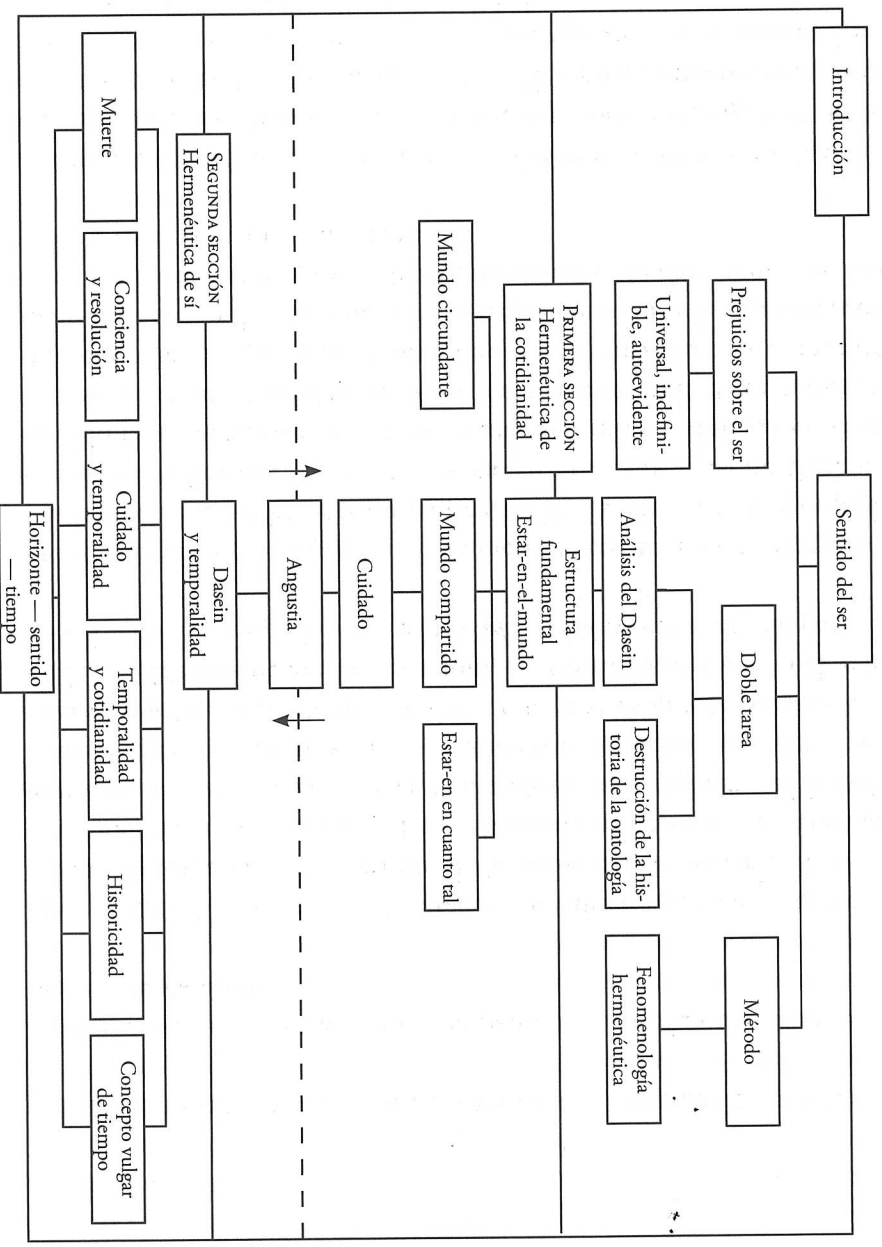 Introducción
Sentido del ser
Prejuicios sobre el ser
Doble tarea
Método
Universal, indefini-
ble, autoevidente
Análisis del Dasein
Destrucción de la his-
toria de la ontología
Fenomenología
hermenéutica
PRIMERA SECCIÓN
Hermenéutica de
la cotidianidad
Estructura
fundamental
Estar-en-el-mundo
Mundo circundante
Mundo compartido
Estar-en en cuanto tal
Cuidado
Angustia
SEGUNDA SECCIÓN
Hermenéutica de sí
Dasein
y temporalidad
Muerte
Conciencia
y resolución
Cuidado
y temporalidad
Temporalidad
y cotidianidad
Historicidad
Concepto vulgar
de tiempo
Horizonte — sentido
— tiempo